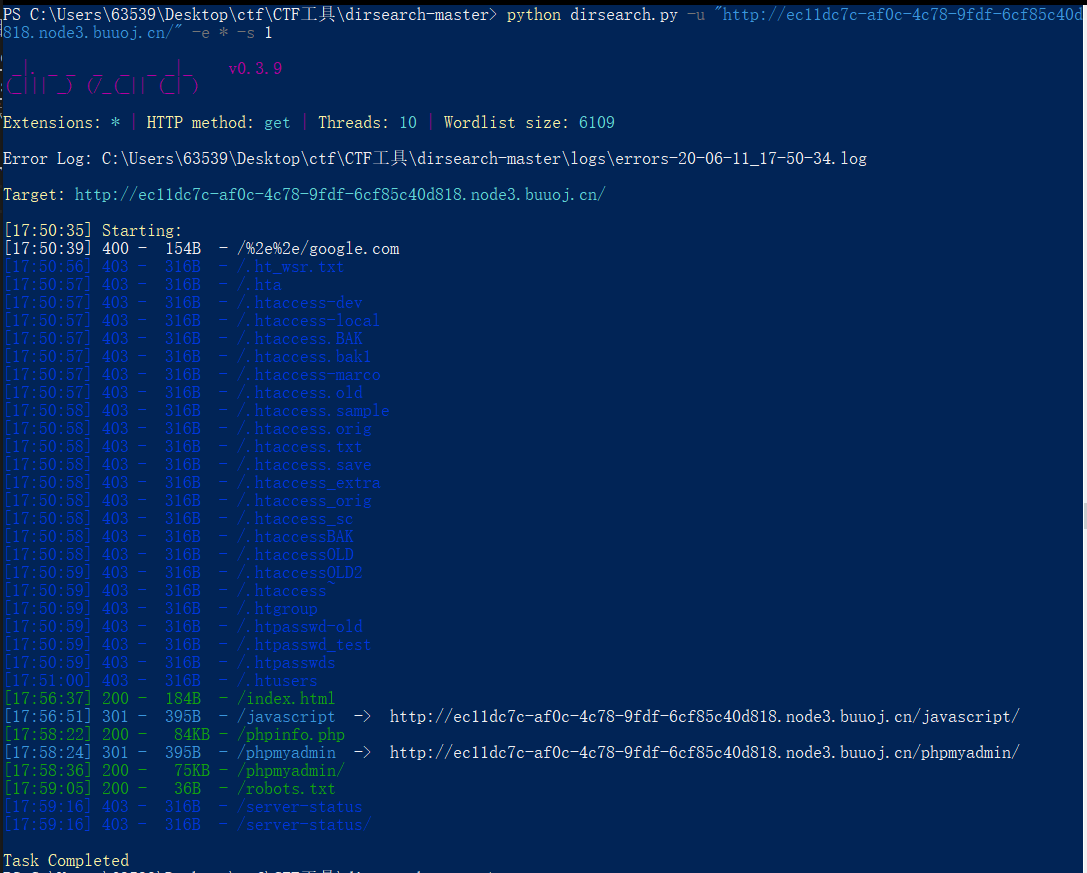 PS C:\Users\63539\Desktop\ctf\CTF工具\dirsearch-master> python dirsearch.py -u "http://ec11dc7c-af0c-4c78-9fdf-6cf85c40d
818.node3.buuoj.cn/" -e * -s 1
_|. _ _  _  _  _ _|_    v0.3.9
(_||| _) (/_(_|| (_| )
Extensions: * | HTTP method: get | Threads: 10 | Wordlist size: 6109
Error Log: C:\Users\63539\Desktop\ctf\CTF工具\dirsearch-master\logs\errors-20-06-11_17-50-34.log
Target: http://ec11dc7c-af0c-4c78-9fdf-6cf85c40d818.node3.buuoj.cn/
[17:50:35] Starting:
[17:50:39] 400 -  154B  - /%2e%2e/google.com
[17:50:56] 403 -  316B  - /.ht_wsr.txt
[17:50:57] 403 -  316B  - /.hta
[17:50:57] 403 -  316B  - /.htaccess-dev
[17:50:57] 403 -  316B  - /.htaccess-local
[17:50:57] 403 -  316B  - /.htaccess.BAK
[17:50:57] 403 -  316B  - /.htaccess.bak1
[17:50:57] 403 -  316B  - /.htaccess-marco
[17:50:57] 403 -  316B  - /.htaccess.old
[17:50:58] 403 -  316B  - /.htaccess.sample
[17:50:58] 403 -  316B  - /.htaccess.orig
[17:50:58] 403 -  316B  - /.htaccess.txt
[17:50:58] 403 -  316B  - /.htaccess.save
[17:50:58] 403 -  316B  - /.htaccess_extra
[17:50:58] 403 -  316B  - /.htaccess_orig
[17:50:58] 403 -  316B  - /.htaccess_sc
[17:50:58] 403 -  316B  - /.htaccessBAK
[17:50:58] 403 -  316B  - /.htaccessOLD
[17:50:59] 403 -  316B  - /.htaccessOLD2
[17:50:59] 403 -  316B  - /.htaccess~
[17:50:59] 403 -  316B  - /.htgroup
[17:50:59] 403 -  316B  - /.htpasswd-old
[17:50:59] 403 -  316B  - /.htpasswd_test
[17:50:59] 403 -  316B  - /.htpasswds
[17:51:00] 403 -  316B  - /.htusers
[17:56:37] 200 -  184B  - /index.html
[17:56:51] 301 -  395B  - /javascript  ->  http://ec11dc7c-af0c-4c78-9fdf-6cf85c40d818.node3.buuoj.cn/javascript/
[17:58:22] 200 -   84KB - /phpinfo.php
[17:58:24] 301 -  395B  - /phpmyadmin  ->  http://ec11dc7c-af0c-4c78-9fdf-6cf85c40d818.node3.buuoj.cn/phpmyadmin/
[17:58:36] 200 -   75KB - /phpmyadmin/
[17:59:05] 200 -   36B  - /robots.txt
[17:59:16] 403 -  316B  - /server-status
[17:59:16] 403 -  316B  - /server-status/
Task Completed